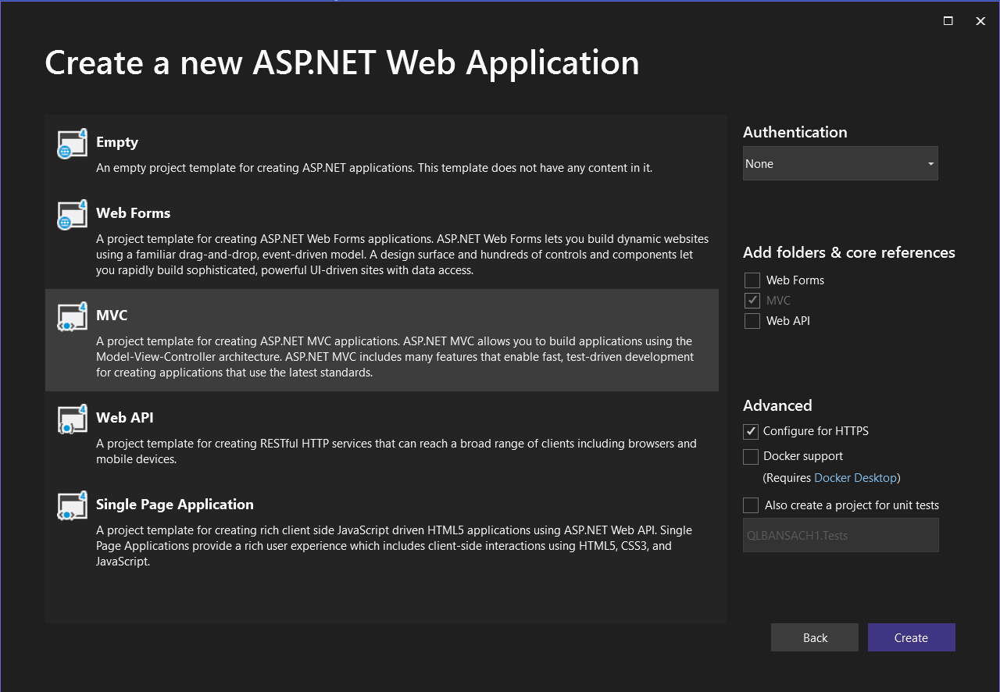 Create a new ASP.NET Web Application
Empty
An empty project template for creating ASP.NET applications. This template does not have any content in it.
Web Forms
A project template for creating ASP.NET Web Forms applications. ASP.NET Web Forms lets you build dynamic websites
using a familiar drag-and-drop, event-driven model. A design surface and hundreds of controls and components let
you rapidly build sophisticated, powerful UI-driven sites with data access.
MVC
A project template for creating ASP.NET MVC applications. ASP.NET MVC allows you to build applications using the
Model-View-Controller architecture. ASP.NET MVC includes many features that enable fast, test-driven development
for creating applications that use the latest standards.
Web API
A project template for creating RESTful HTTP services that can reach a broad range of clients including browsers and
mobile devices.
Single Page Application
A project template for creating rich client side JavaScript driven HTML5 applications using ASP.NET Web API. Single
Page Applications provide a rich user experience which includes client-side interactions using HTML5, CSS3, and
JavaScript.
Authentication
None
Add folders & core references
Web Forms
MVC
Web API
Advanced
Configure for HTTPS
Docker support
(Requires Docker Desktop)
Also create a project for unit tests
QLBANSACH1.Tests
Back
Create